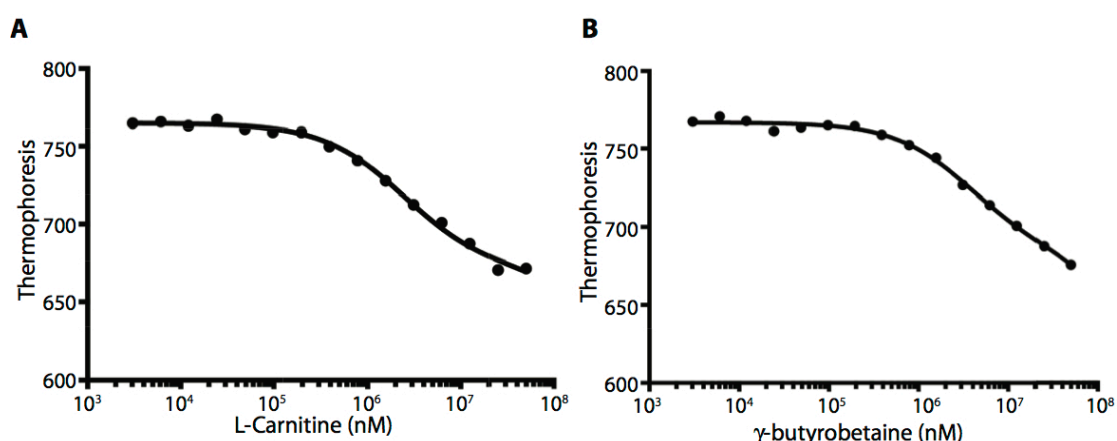 A
800
750
700
650
600
Thermophoresis
10³ 10⁴ 10⁵ 10⁶ 10⁷ 10⁸
L-Carnitine (nM)
B
800
750
700
650
600
Thermophoresis
10³ 10⁴ 10⁵ 10⁶ 10⁷ 10⁸
γ-butyrobetaine (nM)